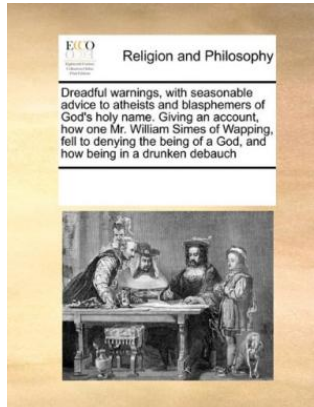 ECCO
Religion and Philosophy
Dreadful warnings, with seasonable
advice to atheists and blasphemers of
God's holy name. Giving an account,
how one Mr. William Simes of Wapping,
fell to denying the being of a God, and
how being in a drunken debauch